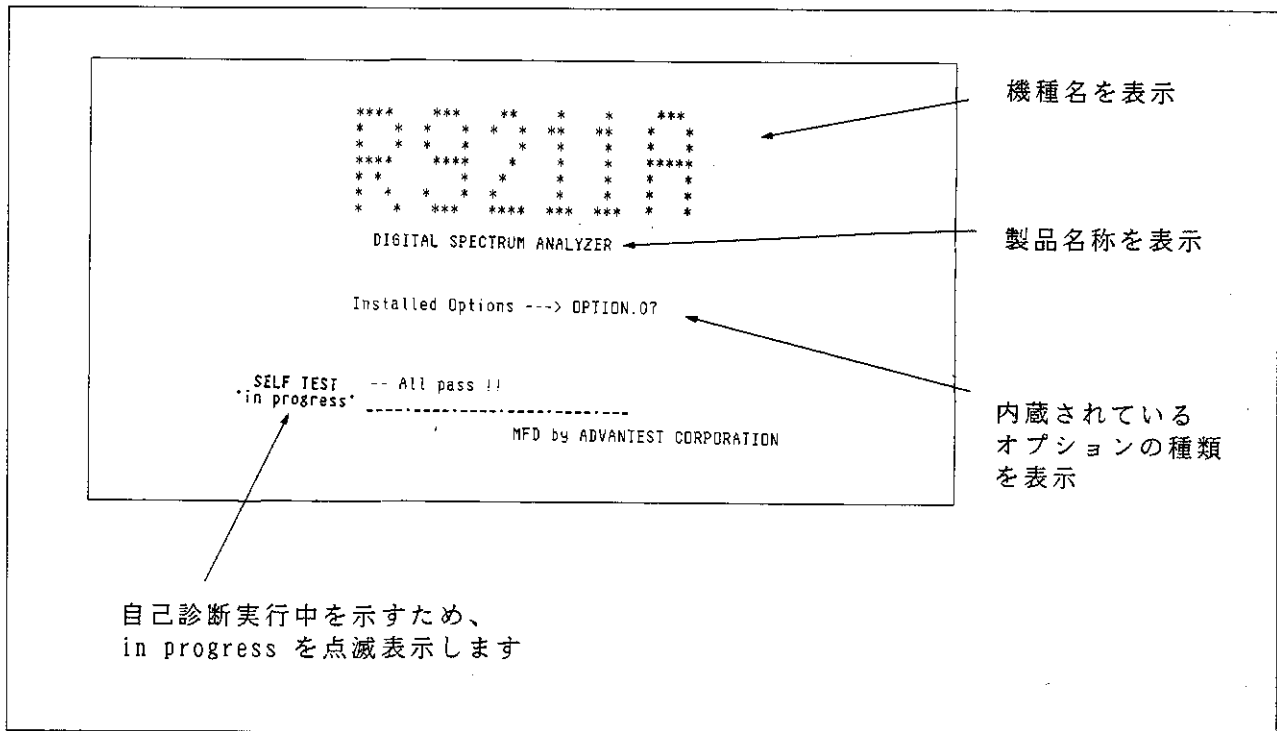 R9211A
機種名を表示
DIGITAL SPECTRUM ANALYZER
製品名称を表示
Installed Options ---> OPTION.07
内蔵されている
オプションの種類
を表示
SELF TEST -- All pass !!
"in progress"
MFD by ADVANTEST CORPORATION
自己診断実行中を示すため、
in progress を点滅表示します